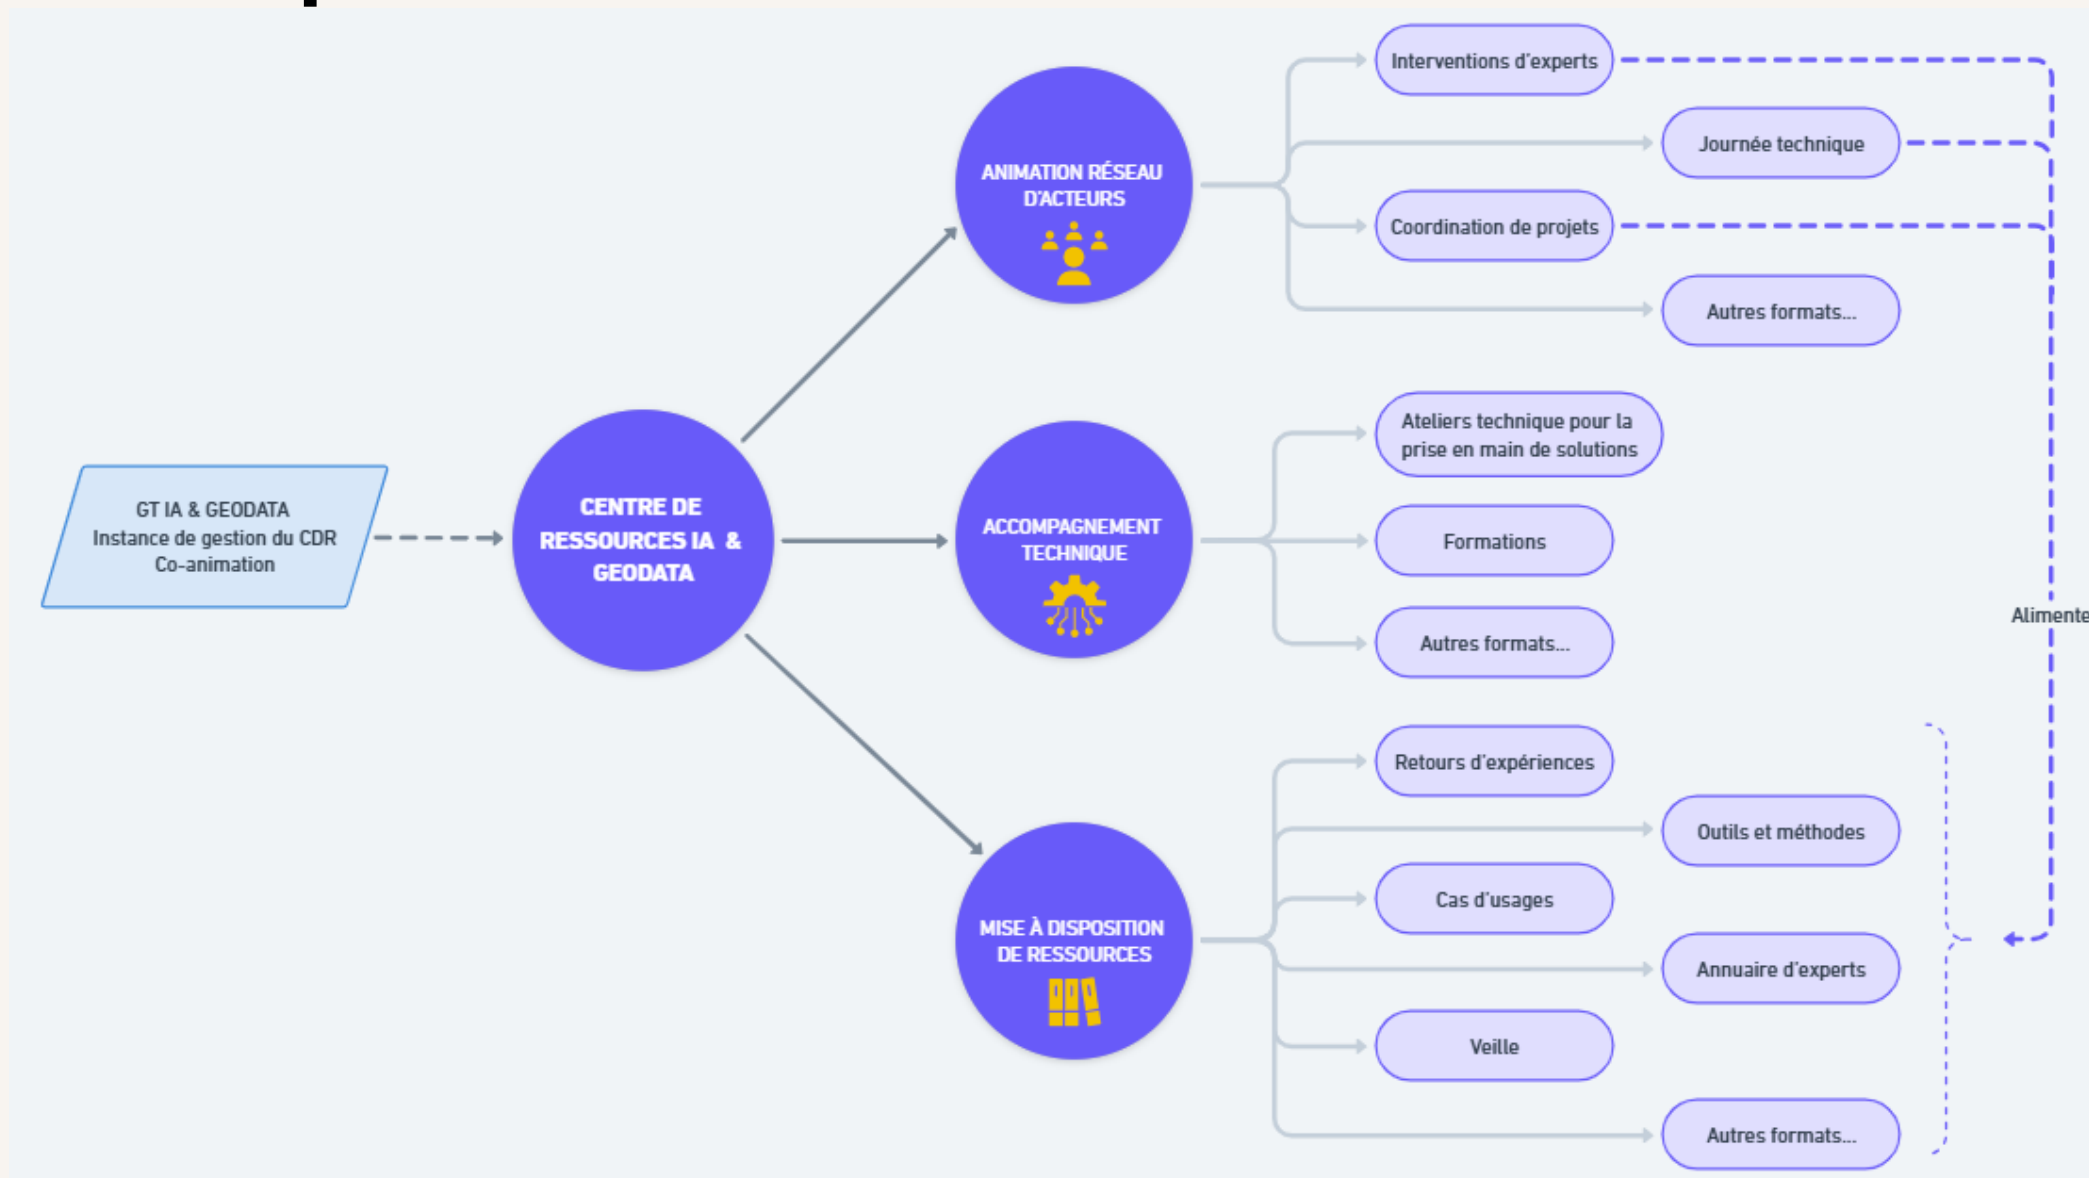 GT IA & GEODATA
Instance de gestion du CDR
Co-animation
CENTRE DE
RESSOURCES IA &
GEODATA
ANIMATION RÉSEAU
D'ACTEURS
Interventions d'experts
Journée technique
Coordination de projets
Autres formats...
ACCOMPAGNEMENT
TECHNIQUE
Ateliers technique pour la
prise en main de solutions
Formations
Autres formats...
Alimente
MISE À DISPOSITION
DE RESSOURCES
Retours d'expériences
Outils et méthodes
Cas d'usages
Annuaire d'experts
Veille
Autres formats...